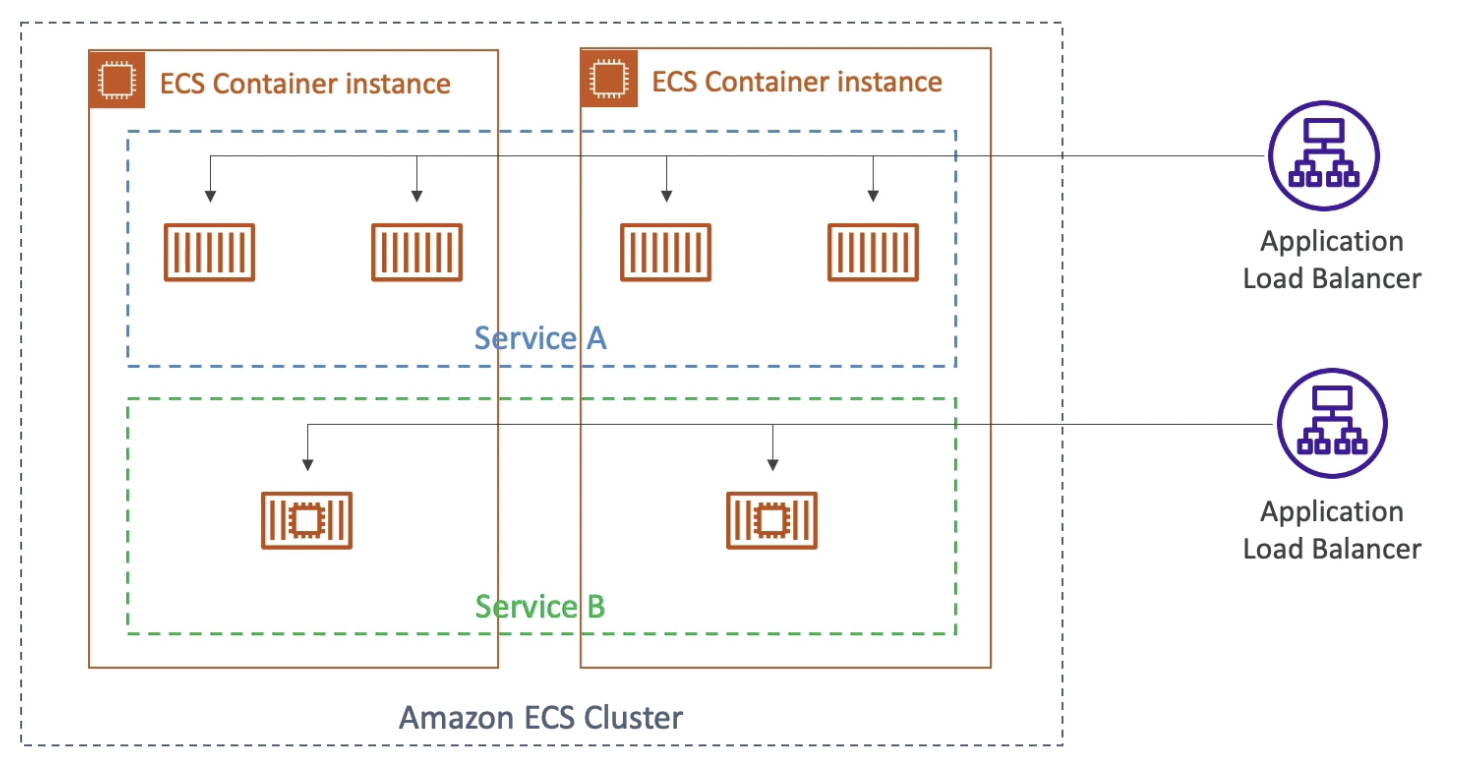 ECS Container instance
ECS Container instance
Application
Load Balancer
Service A
Application
Load Balancer
Service B
Amazon ECS Cluster